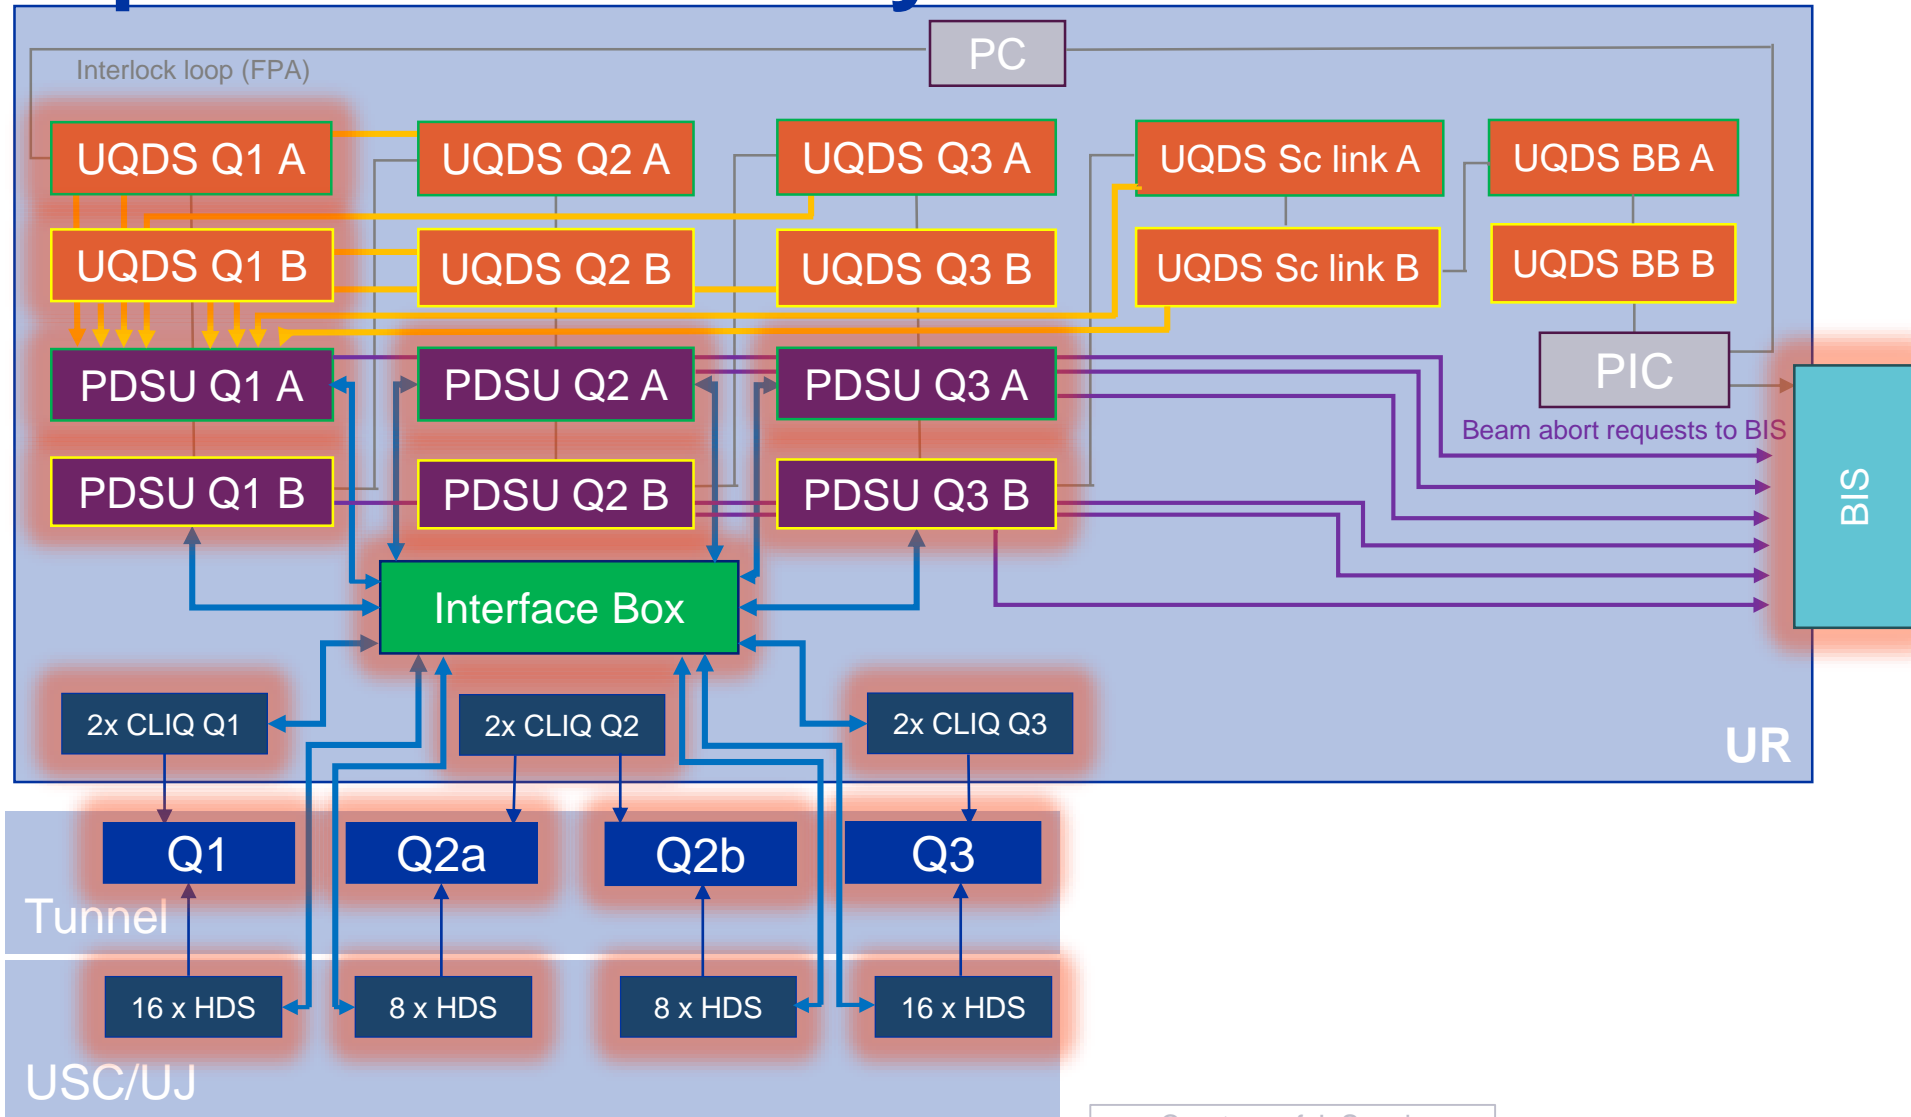 PC
Interlock loop (FPA)
UQDS Q1 A
UQDS Q2 A
UQDS Q3 A
UQDS Sc link A
UQDS BB A
UQDS Q1 B
UQDS Q2 B
UQDS Q3 B
UQDS Sc link B
UQDS BB B
PDSU Q1 A
PDSU Q2 A
PDSU Q3 A
PIC
Beam abort requests to BIS
PDSU Q1 B
PDSU Q2 B
PDSU Q3 B
BIS
Interface Box
2x CLIQ Q1
2x CLIQ Q2
2x CLIQ Q3
UR
Q1
Q2a
Q2b
Q3
Tunnel
16 x HDS
8 x HDS
8 x HDS
16 x HDS
USC/UJ